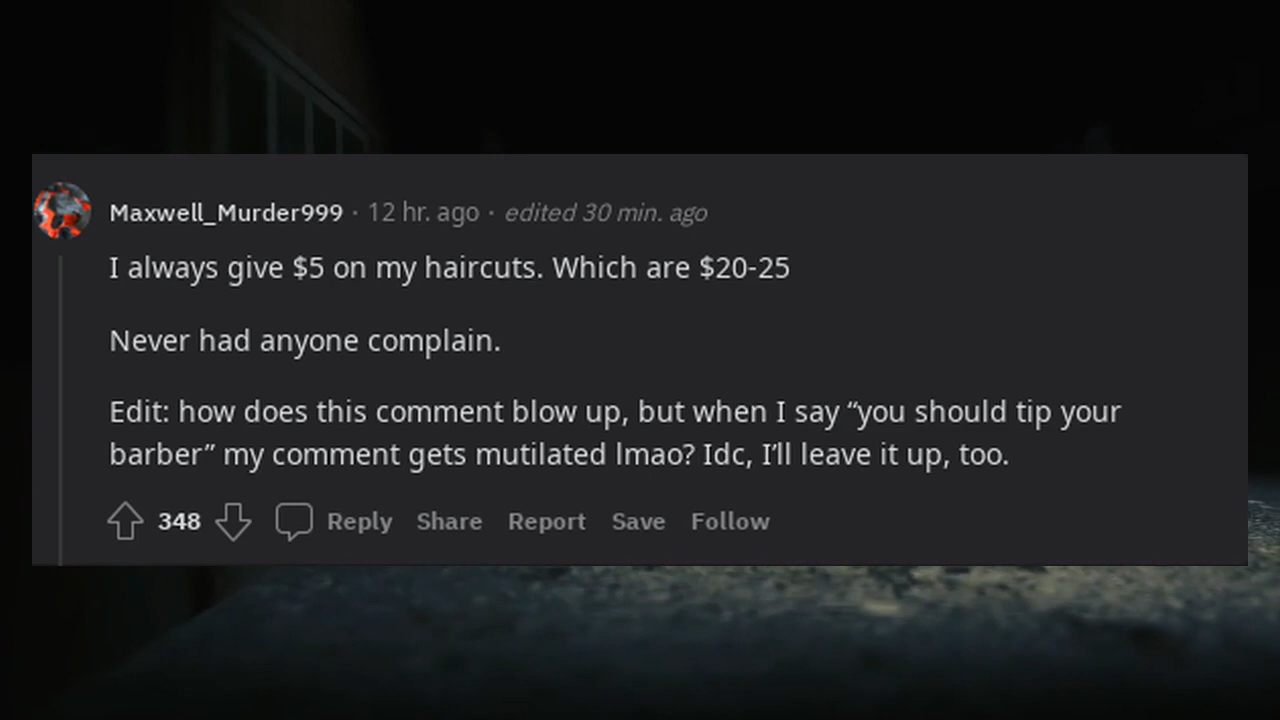 Maxwell_Murder999 · 12 hr. ago · edited 30 min. ago
I always give $5 on my haircuts. Which are $20-25
Never had anyone complain.
Edit: how does this comment blow up, but when I say “you should tip your
barber” my comment gets mutilated lmao? Idc, I’ll leave it up, too.
348 Reply Share Report Save Follow